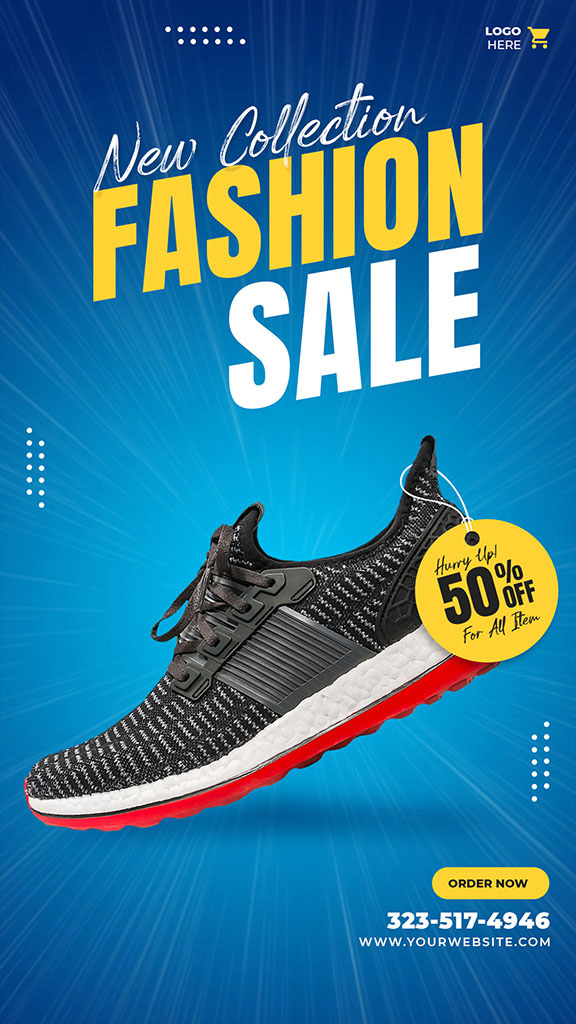 LOGO
HERE
New Collection
FASHION
SALE
Hurry Up!
50% OFF
For All Item
ORDER NOW
323-517-4946
WWW.YOURWEBSITE.COM